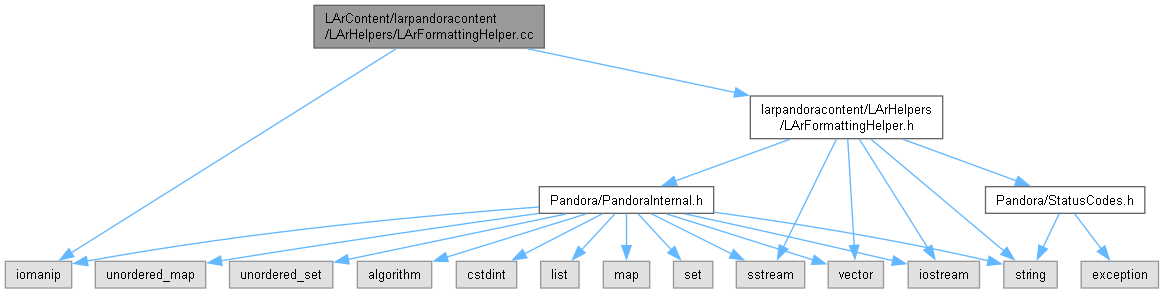 LArContent/larpandoracontent
/LArHelpers/LArFormattingHelper.cc
larpandoracontent/LArHelpers
/LArFormattingHelper.h
Pandora/PandoraInternal.h
Pandora/StatusCodes.h
iomanip
unordered_map
unordered_set
algorithm
cstdint
list
map
set
sstream
vector
iostream
string
exception